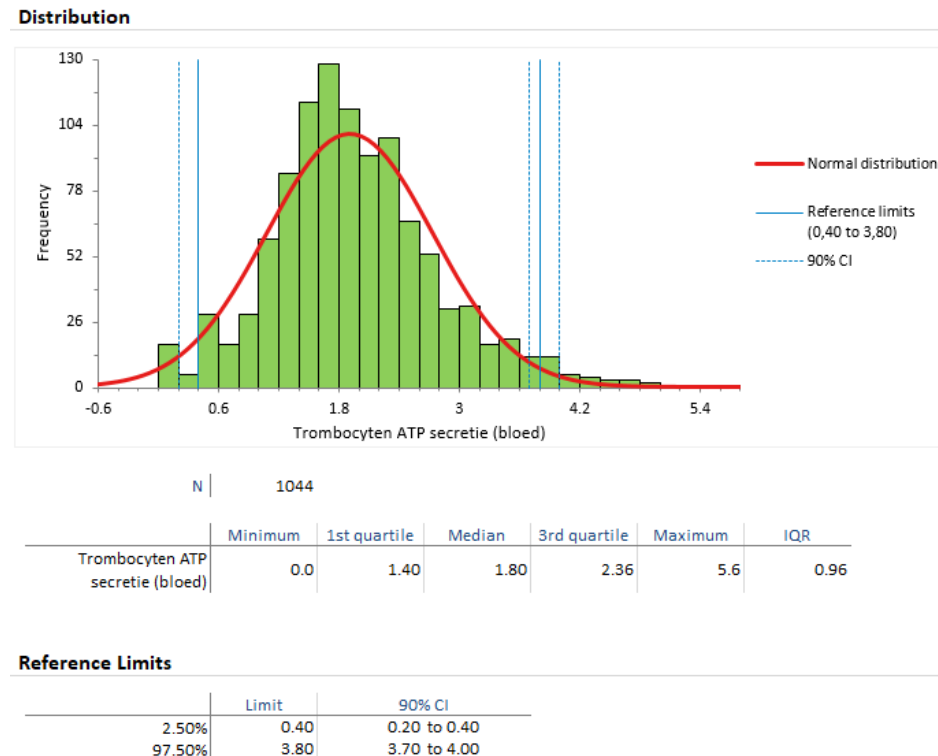 Distribution
130
104
78
52
26
0
Frequency
-0.6 0.6 1.8 3 4.2 5.4
Trombocyten ATP secretie (bloed)
Normal distribution
Reference limits
(0,40 to 3,80)
90% CI
N 1044
Minimum 1st quartile Median 3rd quartile Maximum IQR
Trombocyten ATP
secretie (bloed) 0.0 1.40 1.80 2.36 5.6 0.96
Reference Limits
Limit 90% CI
2.50% 0.40 0.20 to 0.40
97.50% 3.80 3.70 to 4.00